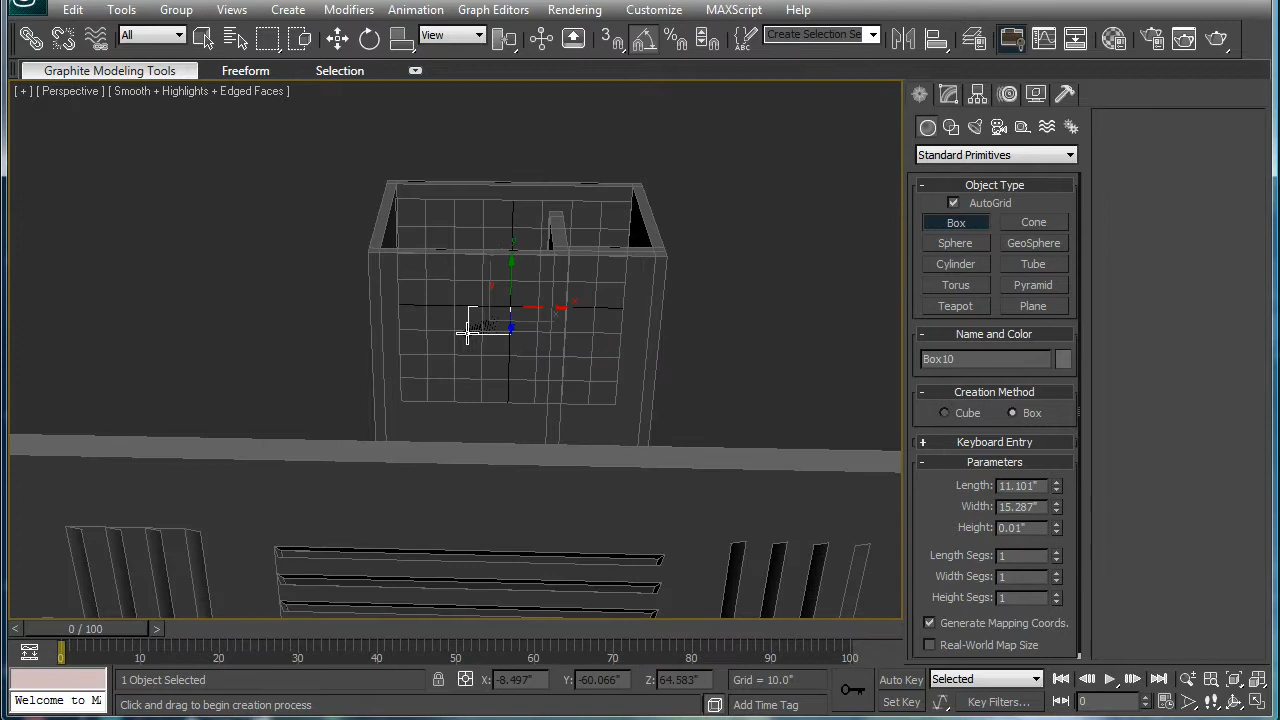 Edit Tools Group Views Create Modifiers Animation Graph Editors Rendering Customize MAXScript Help
All View 3 Create Selection Se
Graphite Modeling Tools Freeform Selection
[ + ] [ Perspective ] [ Smooth + Highlights + Edged Faces ]
Standard Primitives
- Object Type
AutoGrid
Box Cone
Sphere GeoSphere
Cylinder Tube
Torus Pyramid
Teapot Plane
- Name and Color
Box10
- Creation Method
Cube Box
+ Keyboard Entry
- Parameters
Length: 11.101"
Width: 15.287"
Height: 0.01"
Length Segs: 1
Width Segs: 1
Height Segs: 1
Generate Mapping Coords.
Real-World Map Size
y
y x
x
< 0 / 100 >
0 10 20 30 40 50 60 70 80 90 100
1 Object Selected X: -8.497" Y: -60.066" Z: 64.583" Grid = 10.0" Auto Key Selected
Welcome to M Click and drag to begin creation process Add Time Tag Set Key Key Filters... 0